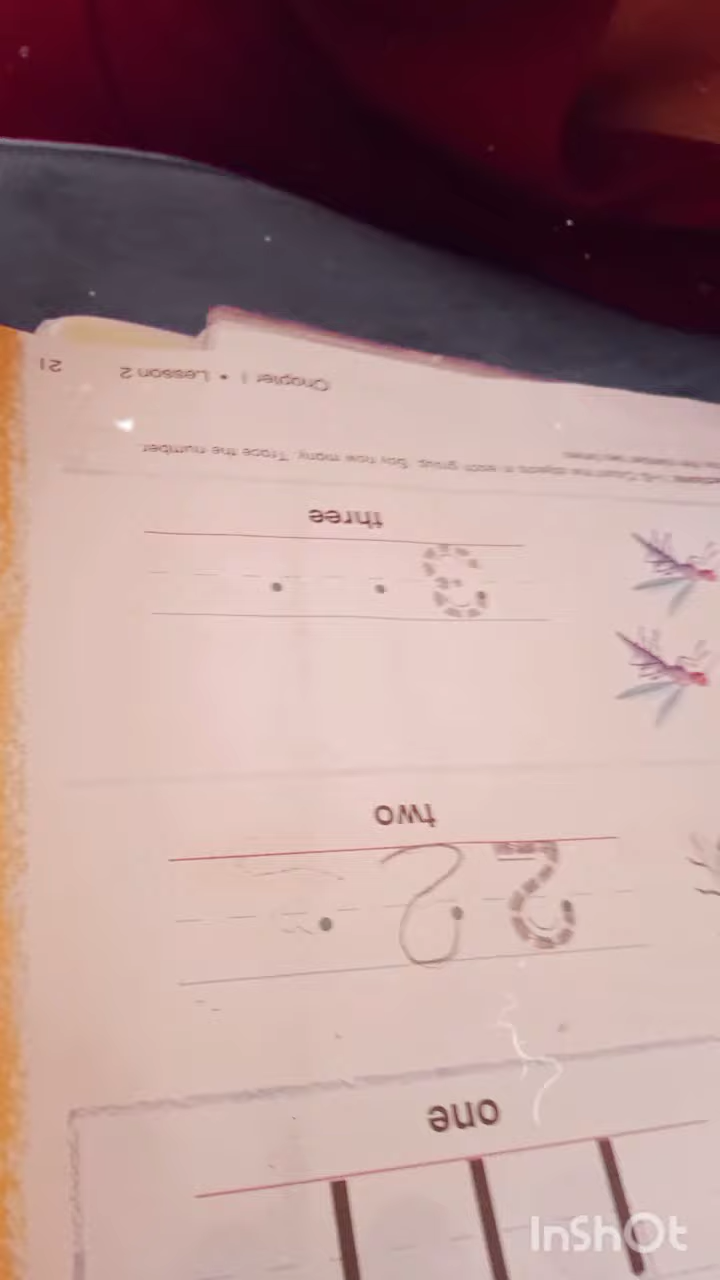 one
2 2
two
3
three
Count the objects in each group. Say how many. Trace the number
Chapter 1 • Lesson 2 21
InShOt